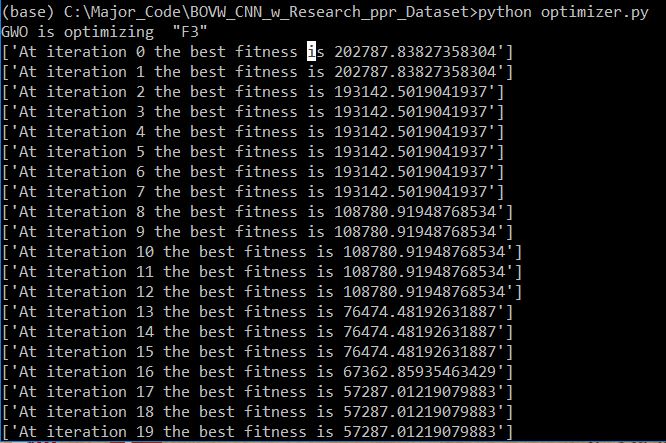 (base) C:\Major_Code\BOVW_CNN_w_Research_ppr_Dataset>python optimizer.py
GWO is optimizing  "F3"
['At iteration 0 the best fitness is 202787.83827358304']
['At iteration 1 the best fitness is 202787.83827358304']
['At iteration 2 the best fitness is 193142.5019041937']
['At iteration 3 the best fitness is 193142.5019041937']
['At iteration 4 the best fitness is 193142.5019041937']
['At iteration 5 the best fitness is 193142.5019041937']
['At iteration 6 the best fitness is 193142.5019041937']
['At iteration 7 the best fitness is 193142.5019041937']
['At iteration 8 the best fitness is 108780.91948768534']
['At iteration 9 the best fitness is 108780.91948768534']
['At iteration 10 the best fitness is 108780.91948768534']
['At iteration 11 the best fitness is 108780.91948768534']
['At iteration 12 the best fitness is 108780.91948768534']
['At iteration 13 the best fitness is 76474.48192631887']
['At iteration 14 the best fitness is 76474.48192631887']
['At iteration 15 the best fitness is 76474.48192631887']
['At iteration 16 the best fitness is 67362.85935463429']
['At iteration 17 the best fitness is 57287.01219079883']
['At iteration 18 the best fitness is 57287.01219079883']
['At iteration 19 the best fitness is 57287.01219079883']